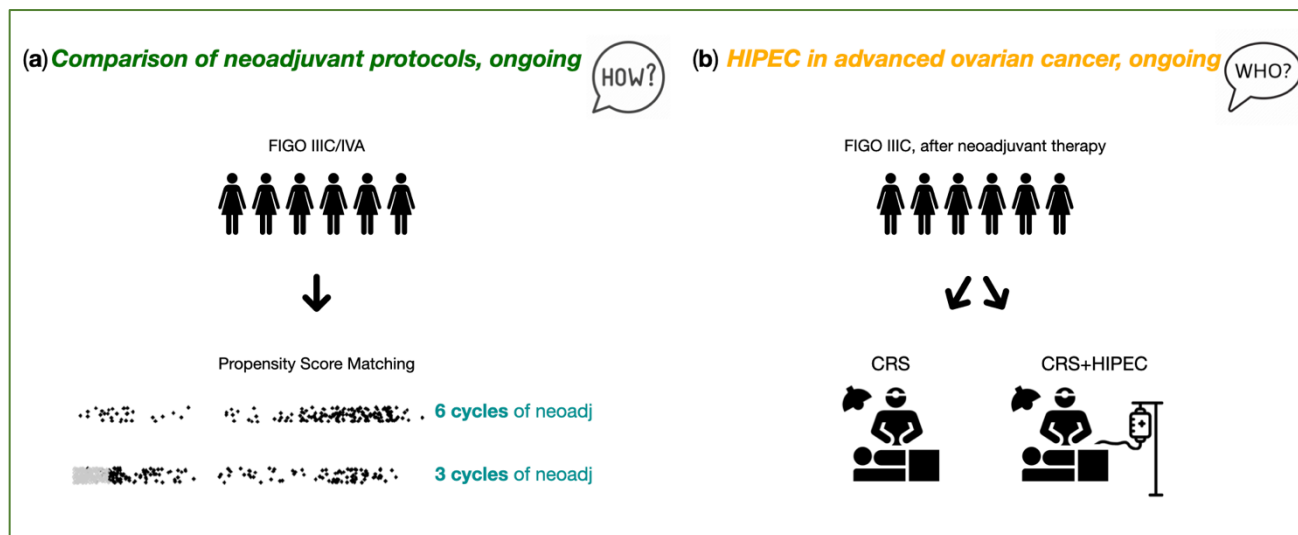 (a) Comparison of neoadjuvant protocols, ongoing
HOW?
FIGO IIIC/IVA
Propensity Score Matching
6 cycles of neoadj
3 cycles of neoadj
(b) HIPEC in advanced ovarian cancer, ongoing
WHO?
FIGO IIIC, after neoadjuvant therapy
CRS
CRS+HIPEC